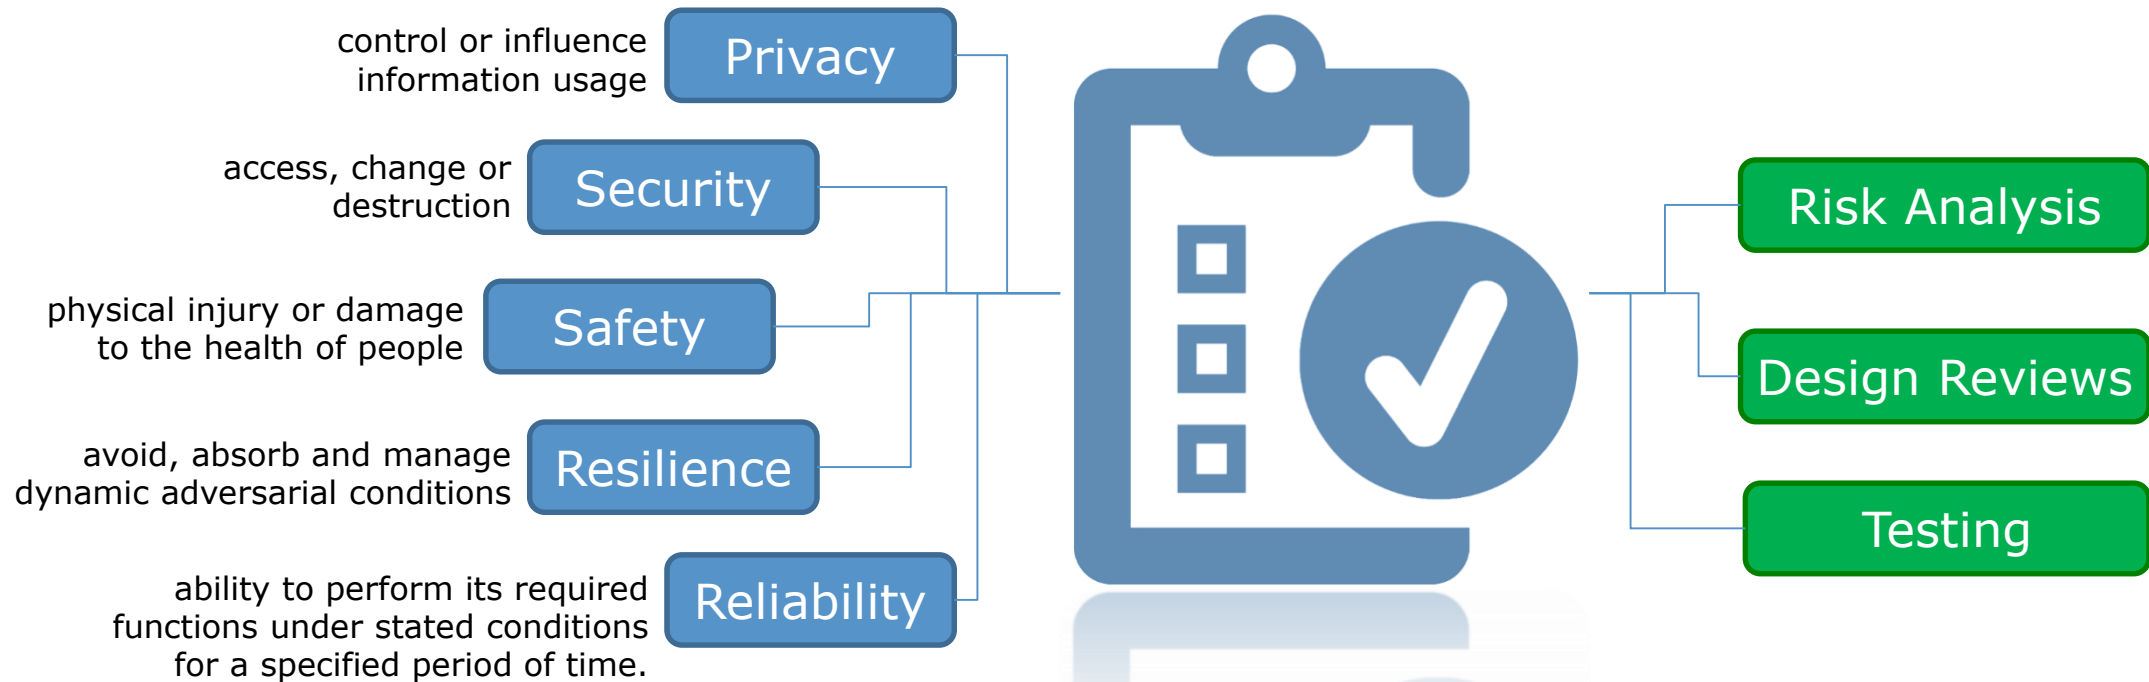 control or influence
information usage
Privacy
access, change or
destruction
Security
physical injury or damage
to the health of people
Safety
avoid, absorb and manage
dynamic adversarial conditions
Resilience
ability to perform its required
functions under stated conditions
for a specified period of time.
Reliability
Risk Analysis
Design Reviews
Testing